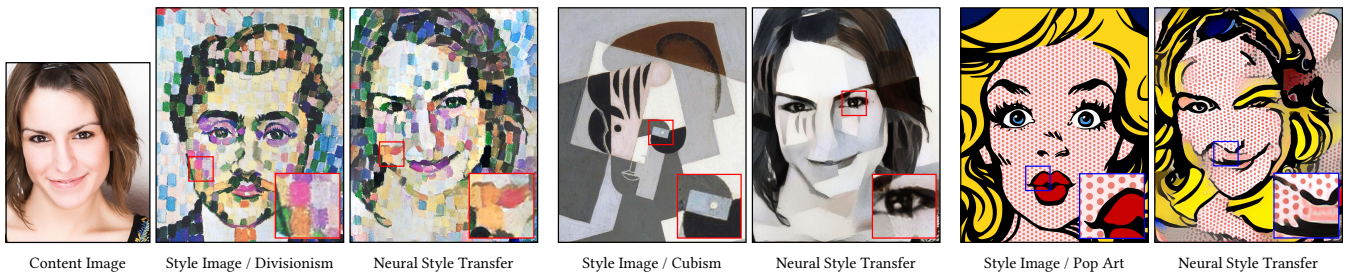 Content Image
Style Image / Divisionism
Neural Style Transfer
Style Image / Cubism
Neural Style Transfer
Style Image / Pop Art
Neural Style Transfer